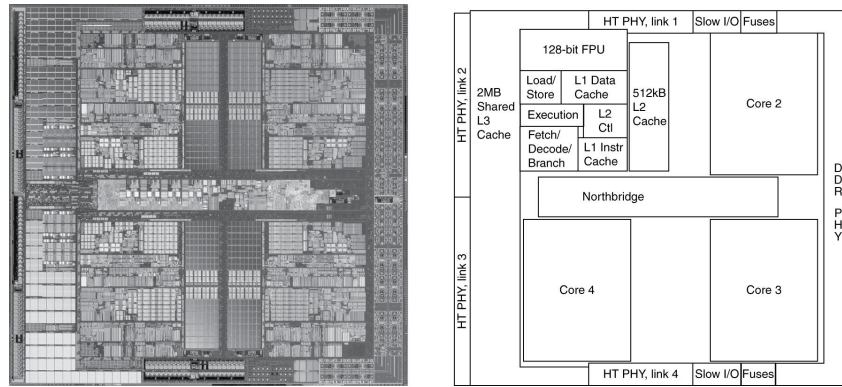 HT PHY, link 1
Slow I/O
Fuses
HT PHY, link 2
2MB
Shared
L3
Cache
128-bit FPU
Load/
Store
L1 Data
Cache
Execution
L2
Ctl
Fetch/
Decode/
Branch
L1 Instr
Cache
512kB
L2
Cache
Core 2
Northbridge
DDR PHY
HT PHY, link 3
Core 4
Core 3
HT PHY, link 4
Slow I/O
Fuses